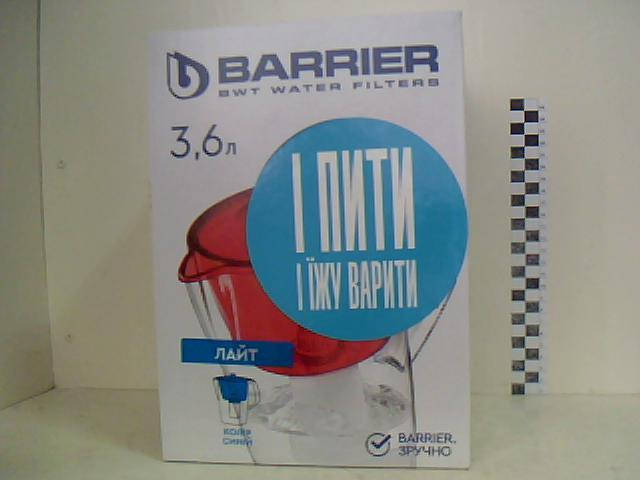 BARRIER
BWT WATER FILTERS
3,6л
І ПИТИ
І ЇЖУ ВАРИТИ
ЛАЙТ
КОЛІР
СИНІЙ
BARRIER.
ЗРУЧНО